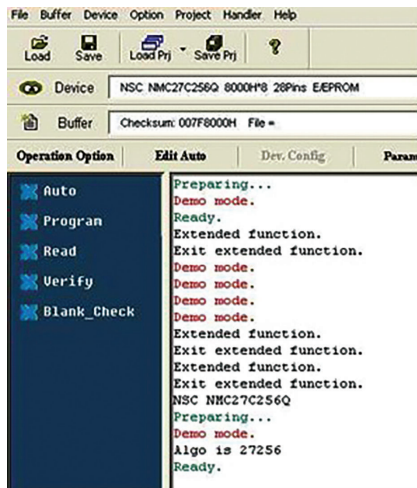 File Buffer Device Option Project Handler Help
Load Save Load Prj Save Prj ?
Device NSC NMC27C256Q 8000H*8 28Pins E/EPROM
Buffer Checksum: 007F8000H File =
Operation Option Edit Auto Dev. Config Param
Auto
Program
Read
Verify
Blank_Check
Preparing...
Demo mode.
Ready.
Extended function.
Exit extended function.
Demo mode.
Demo mode.
Demo mode.
Demo mode.
Extended function.
Exit extended function.
Extended function.
Exit extended function.
NSC NMC27C256Q
Preparing...
Demo mode.
Algo is 27256
Ready.